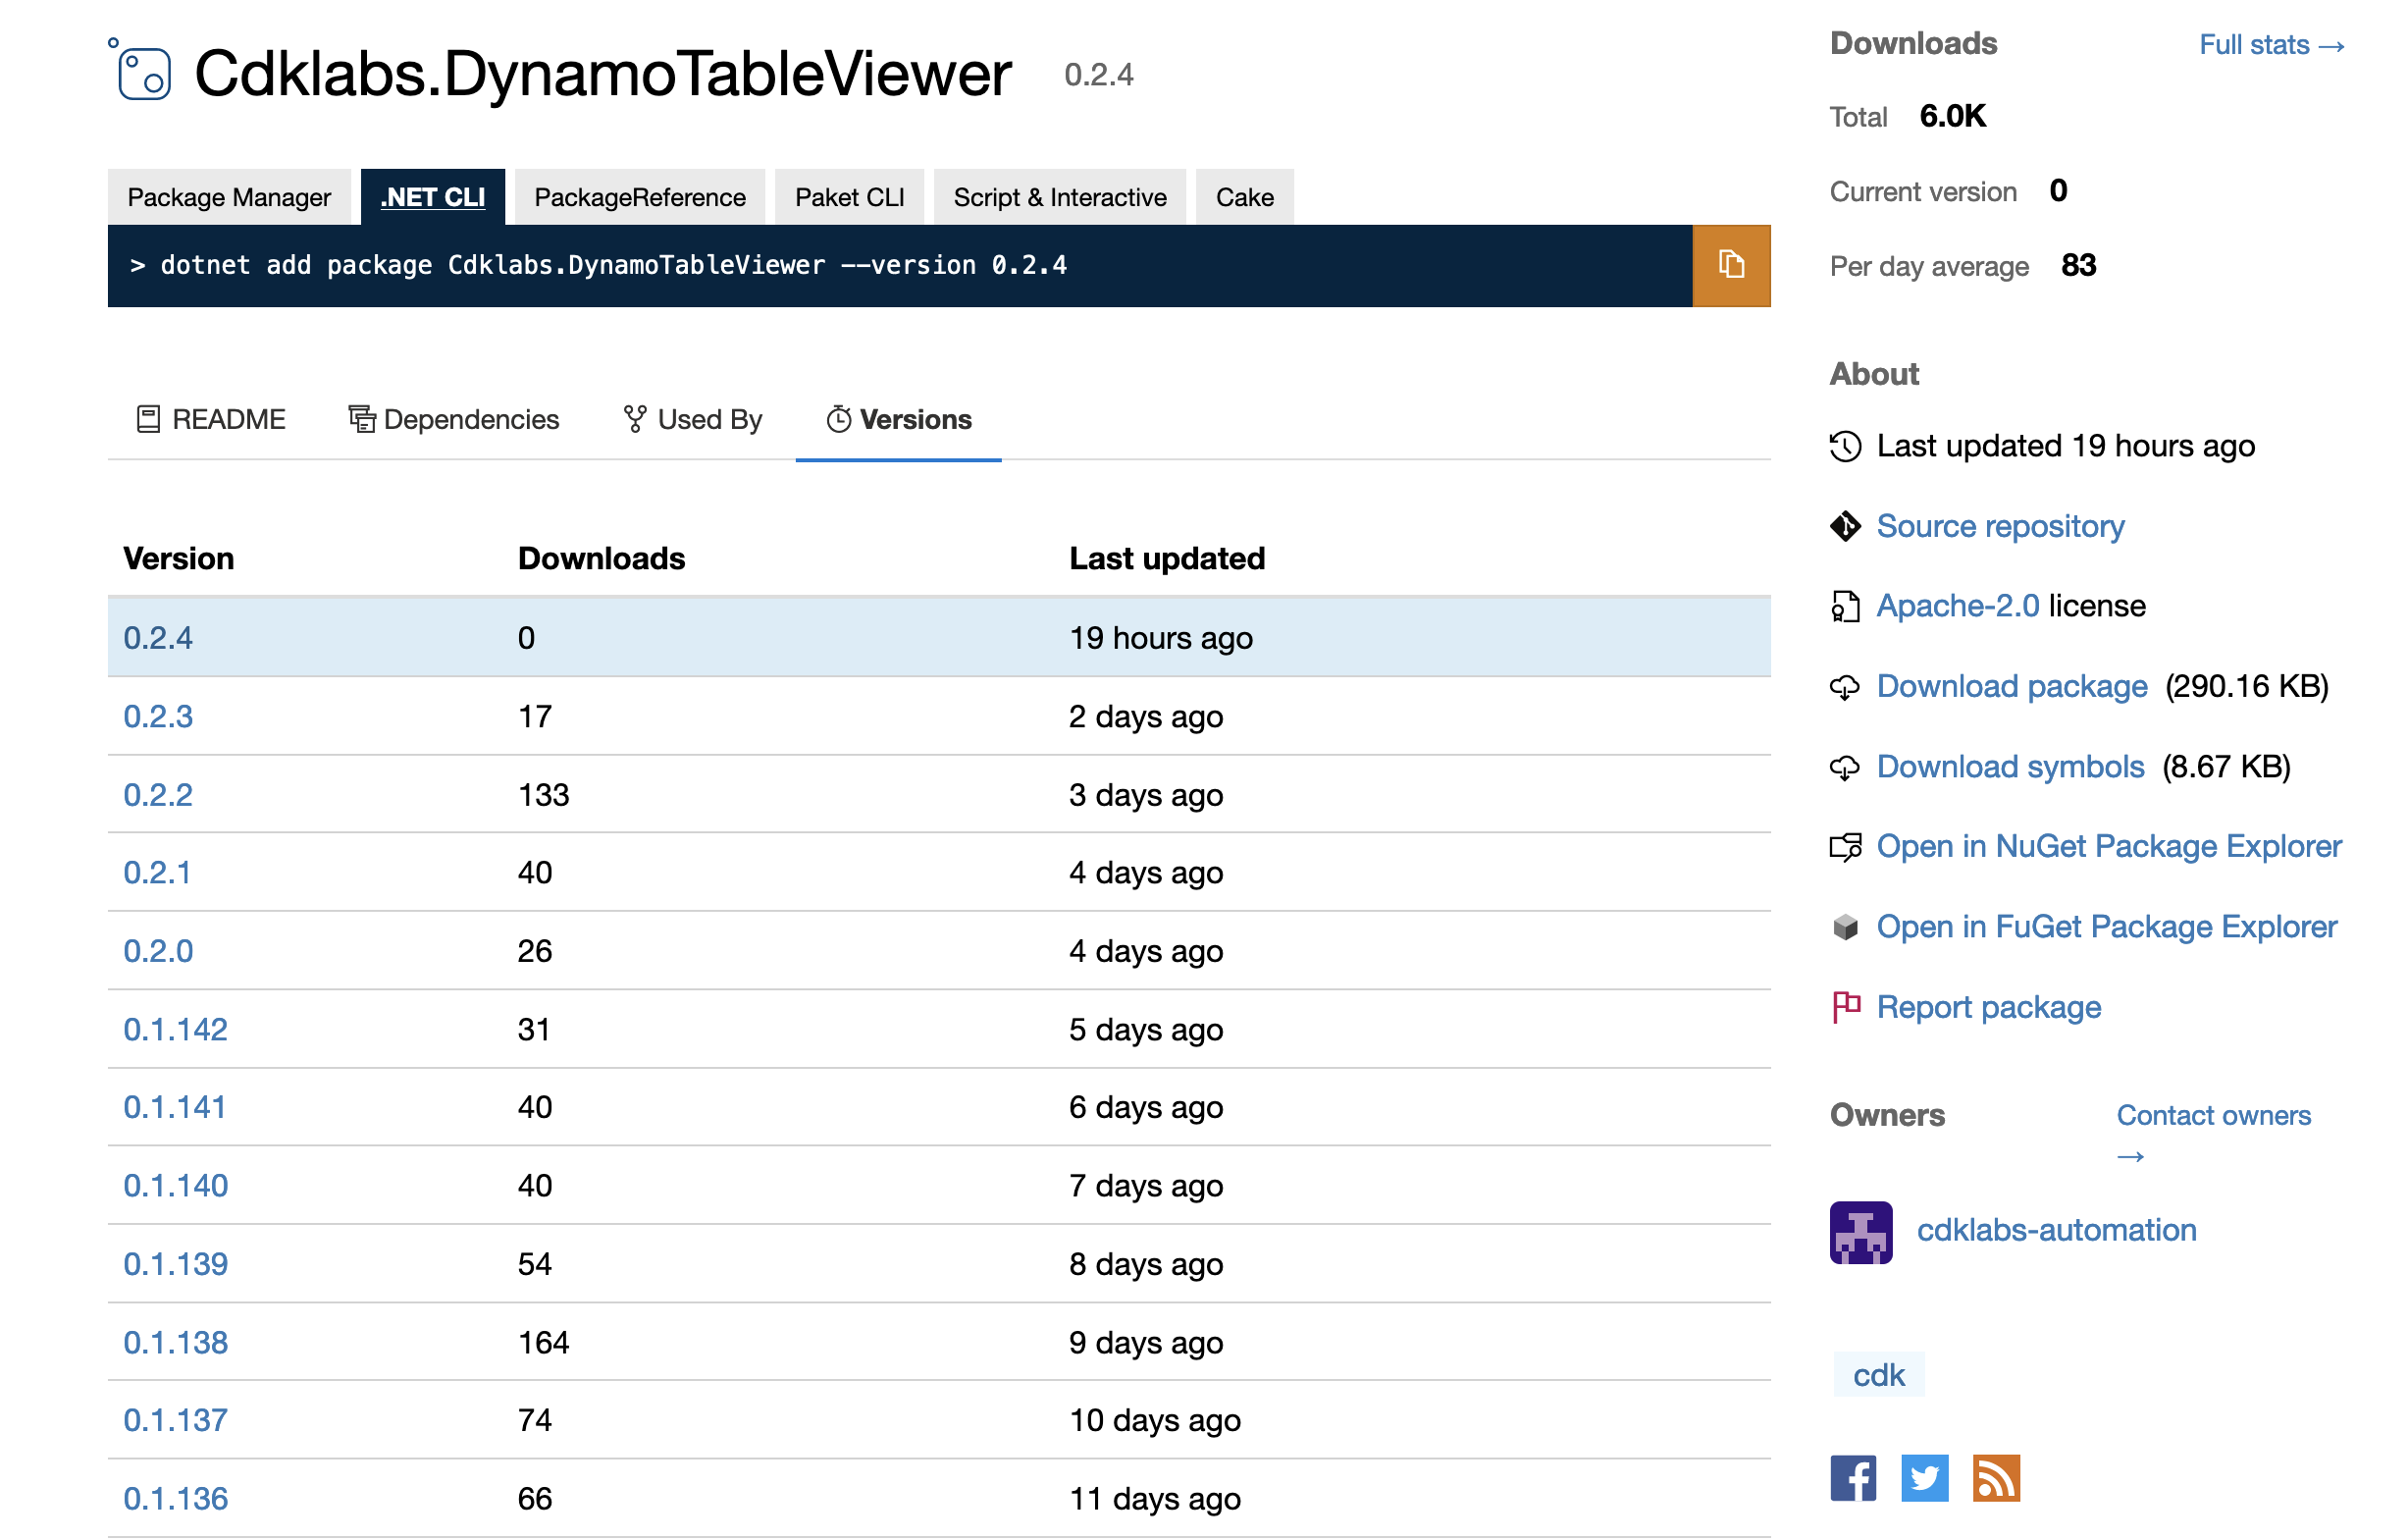 Cdklabs.DynamoTableViewer 0.2.4
Package Manager .NET CLI PackageReference Paket CLI Script & Interactive Cake
> dotnet add package Cdklabs.DynamoTableViewer --version 0.2.4
README Dependencies Used By Versions
Version Downloads Last updated
0.2.4 0 19 hours ago
0.2.3 17 2 days ago
0.2.2 133 3 days ago
0.2.1 40 4 days ago
0.2.0 26 4 days ago
0.1.142 31 5 days ago
0.1.141 40 6 days ago
0.1.140 40 7 days ago
0.1.139 54 8 days ago
0.1.138 164 9 days ago
0.1.137 74 10 days ago
0.1.136 66 11 days ago
Downloads Full stats →
Total 6.0K
Current version 0
Per day average 83
About
Last updated 19 hours ago
Source repository
Apache-2.0 license
Download package (290.16 KB)
Download symbols (8.67 KB)
Open in NuGet Package Explorer
Open in FuGet Package Explorer
Report package
Owners Contact owners
→
cdklabs-automation
cdk